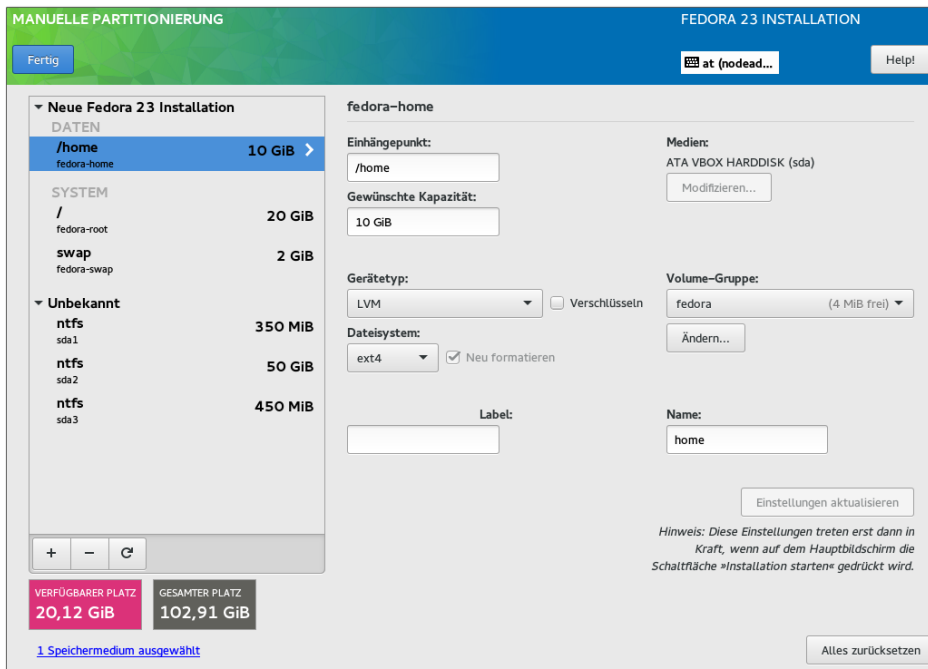 MANUELLE PARTITIONIERUNG
FEDORA 23 INSTALLATION
Fertig
at (nodead...
Help!
Neue Fedora 23 Installation
DATEN
/home
10 GiB
fedora-home
SYSTEM
/
20 GiB
fedora-root
swap
2 GiB
fedora-swap
Unbekannt
ntfs
350 MiB
sda1
ntfs
50 GiB
sda2
ntfs
450 MiB
sda3
+ −
VERFÜGBARER PLATZ
20,12 GiB
GESAMTER PLATZ
102,91 GiB
1 Speichermedium ausgewählt
fedora-home
Einhängepunkt:
/home
Gewünschte Kapazität:
10 GiB
Medien:
ATA VBOX HARDDISK (sda)
Modifizieren...
Gerätetyp:
LVM
Verschlüsseln
Dateisystem:
ext4
Neu formatieren
Volume-Gruppe:
fedora (4 MiB frei)
Ändern...
Label:
Name:
home
Einstellungen aktualisieren
Hinweis: Diese Einstellungen treten erst dann in
Kraft, wenn auf dem Hauptbildschirm die
Schaltfläche »Installation starten« gedrückt wird.
Alles zurücksetzen